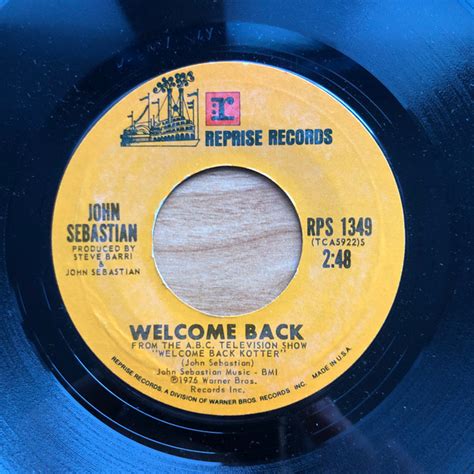 r
REPRISE RECORDS
JOHN
SEBASTIAN
PRODUCED BY
STEVE BARRI
&
JOHN SEBASTIAN
RPS 1349
(TCA5922)S
2:48
WELCOME BACK
FROM THE A.B.C. TELEVISION SHOW
"WELCOME BACK KOTTER"
(John Sebastian)
John Sebastian Music - BMI
℗1976 Warner Bros.
Records Inc.
REPRISE RECORDS, A DIVISION OF WARNER BROS. RECORDS INC. MADE IN U.S.A.